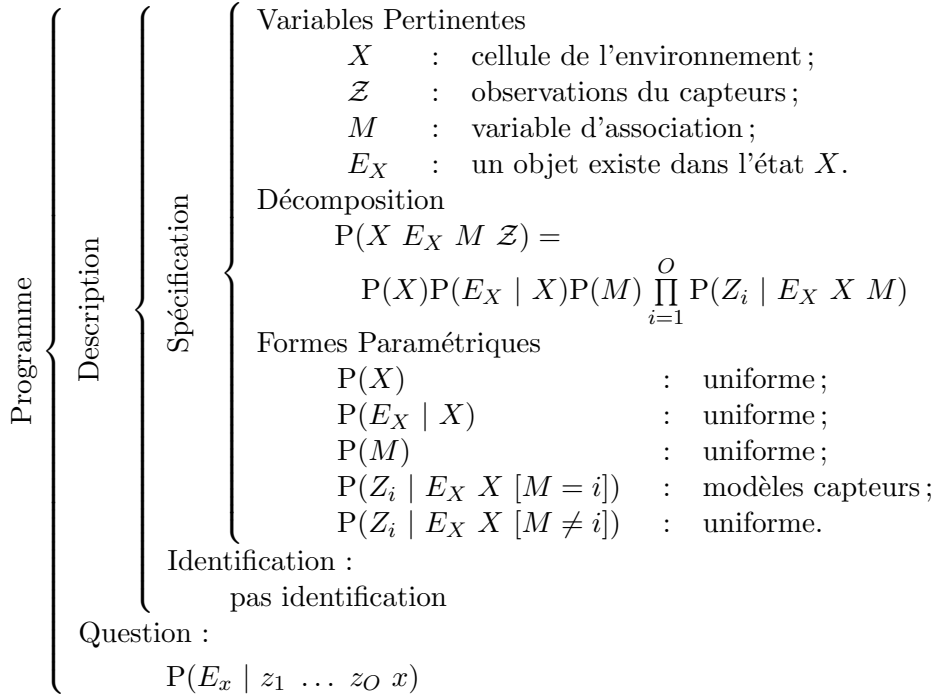 Programme
Description
Spécification
Variables Pertinentes
X : cellule de l'environnement ;
𝒵 : observations du capteurs ;
M : variable d'association ;
E_X : un objet existe dans l'état X.
Décomposition
P(X E_X M 𝒵) =
P(X)P(E_X | X)P(M) ∏_{i=1}^{O} P(Z_i | E_X X M)
Formes Paramétriques
P(X) : uniforme ;
P(E_X | X) : uniforme ;
P(M) : uniforme ;
P(Z_i | E_X X [M = i]) : modèles capteurs ;
P(Z_i | E_X X [M ≠ i]) : uniforme.
Identification :
pas identification
Question :
P(E_x | z_1 … z_O x)